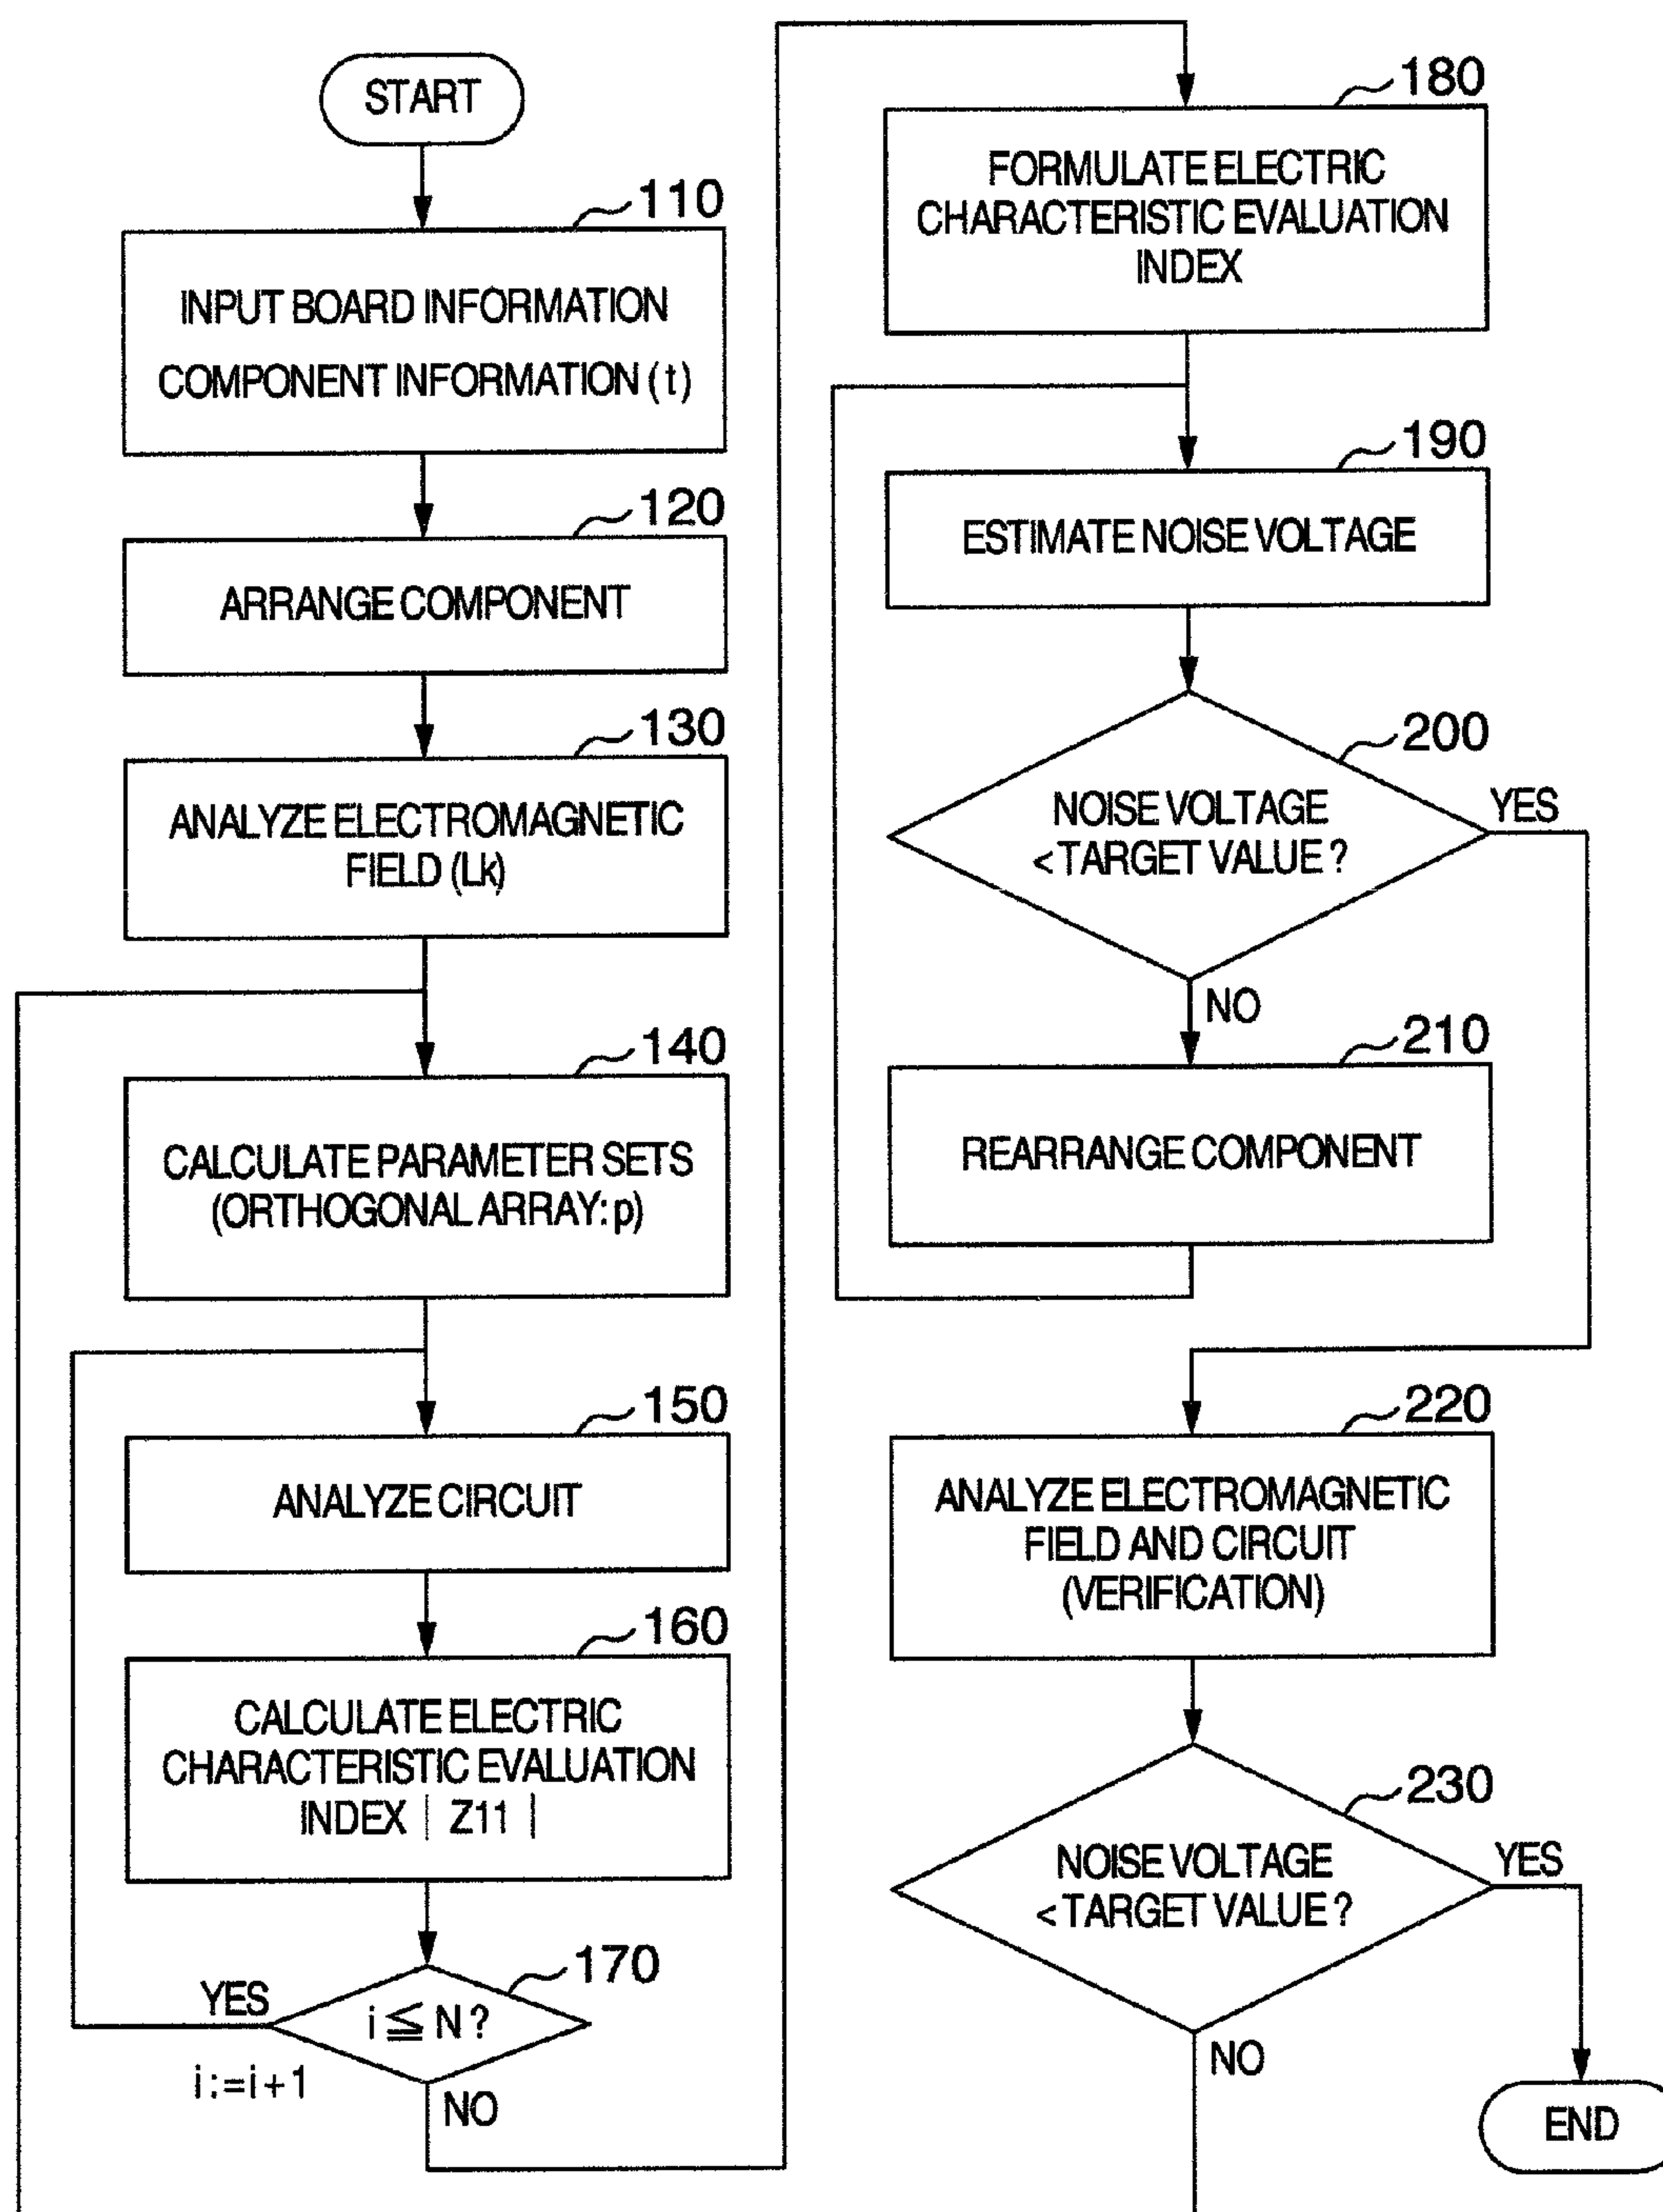 START
110
INPUT BOARD INFORMATION
COMPONENT INFORMATION (t)
120
ARRANGE COMPONENT
130
ANALYZE ELECTROMAGNETIC
FIELD (Lk)
140
CALCULATE PARAMETER SETS
(ORTHOGONAL ARRAY: p)
150
ANALYZE CIRCUIT
160
CALCULATE ELECTRIC
CHARACTERISTIC EVALUATION
INDEX | Z11 |
170
YES
i ≦ N ?
i:=i+1
NO
180
FORMULATE ELECTRIC
CHARACTERISTIC EVALUATION
INDEX
190
ESTIMATE NOISE VOLTAGE
200
NOISE VOLTAGE
< TARGET VALUE ?
YES
NO
210
REARRANGE COMPONENT
220
ANALYZE ELECTROMAGNETIC
FIELD AND CIRCUIT
(VERIFICATION)
230
NOISE VOLTAGE
< TARGET VALUE ?
YES
NO
END